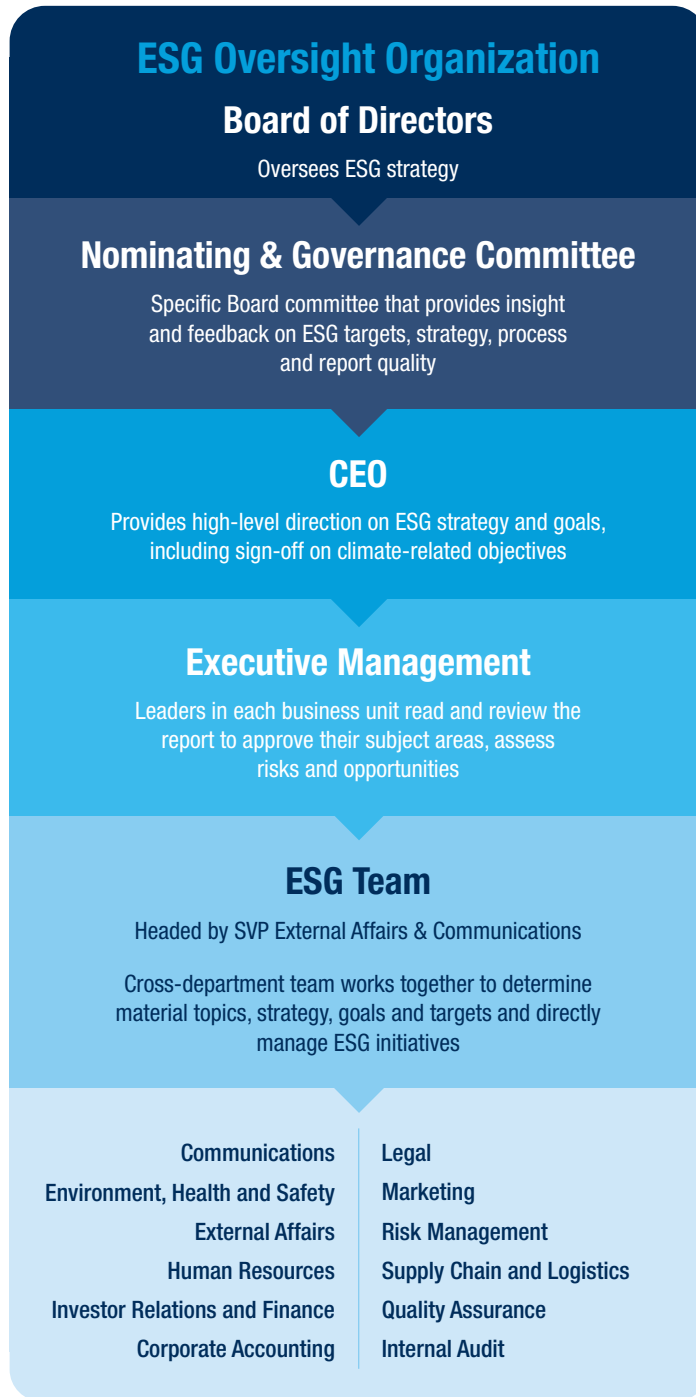 ESG Oversight Organization
Board of Directors
Oversees ESG strategy
Nominating & Governance Committee
Specific Board committee that provides insight
and feedback on ESG targets, strategy, process
and report quality
CEO
Provides high-level direction on ESG strategy and goals,
including sign-off on climate-related objectives
Executive Management
Leaders in each business unit read and review the
report to approve their subject areas, assess
risks and opportunities
ESG Team
Headed by SVP External Affairs & Communications
Cross-department team works together to determine
material topics, strategy, goals and targets and directly
manage ESG initiatives
Communications
Environment, Health and Safety
External Affairs
Human Resources
Investor Relations and Finance
Corporate Accounting
Legal
Marketing
Risk Management
Supply Chain and Logistics
Quality Assurance
Internal Audit